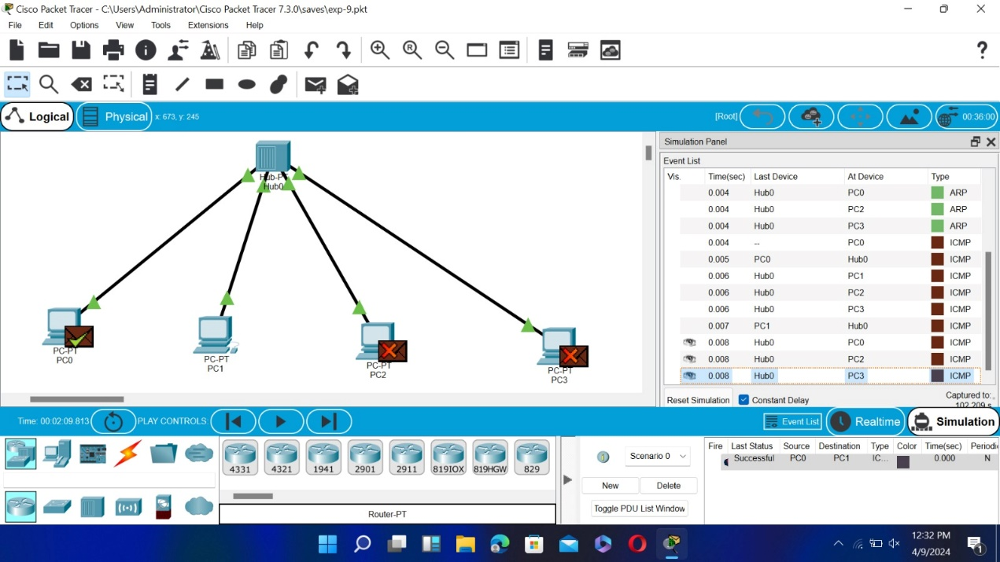 Cisco Packet Tracer - C:\Users\Administrator\Cisco Packet Tracer 7.3.0\saves\exp-9.pkt
File Edit Options View Tools Extensions Help
Logical Physical x: 673, y: 245 [Root] 00:36:00
Simulation Panel
Event List
Vis. Time(sec) Last Device At Device Type
0.004 Hub0 PC0 ARP
0.004 Hub0 PC2 ARP
0.004 Hub0 PC3 ARP
0.004 -- PC0 ICMP
0.005 PC0 Hub0 ICMP
0.006 Hub0 PC1 ICMP
0.006 Hub0 PC2 ICMP
0.006 Hub0 PC3 ICMP
0.007 PC1 Hub0 ICMP
0.008 Hub0 PC0 ICMP
0.008 Hub0 PC2 ICMP
0.008 Hub0 PC3 ICMP
Reset Simulation Constant Delay Captured to:
102.209 s
Hub-PT
Hub0
PC-PT
PC0
PC-PT
PC1
PC-PT
PC2
PC-PT
PC3
Time: 00:02:09.813 PLAY CONTROLS: Event List Realtime Simulation
4331 4321 1941 2901 2911 819IOX 819HGW 829
Router-PT
Scenario 0
New Delete
Toggle PDU List Window
Fire Last Status Source Destination Type Color Time(sec) Periodi
Successful PC0 PC1 IC... 0.000 N
12:32 PM
4/9/2024
1